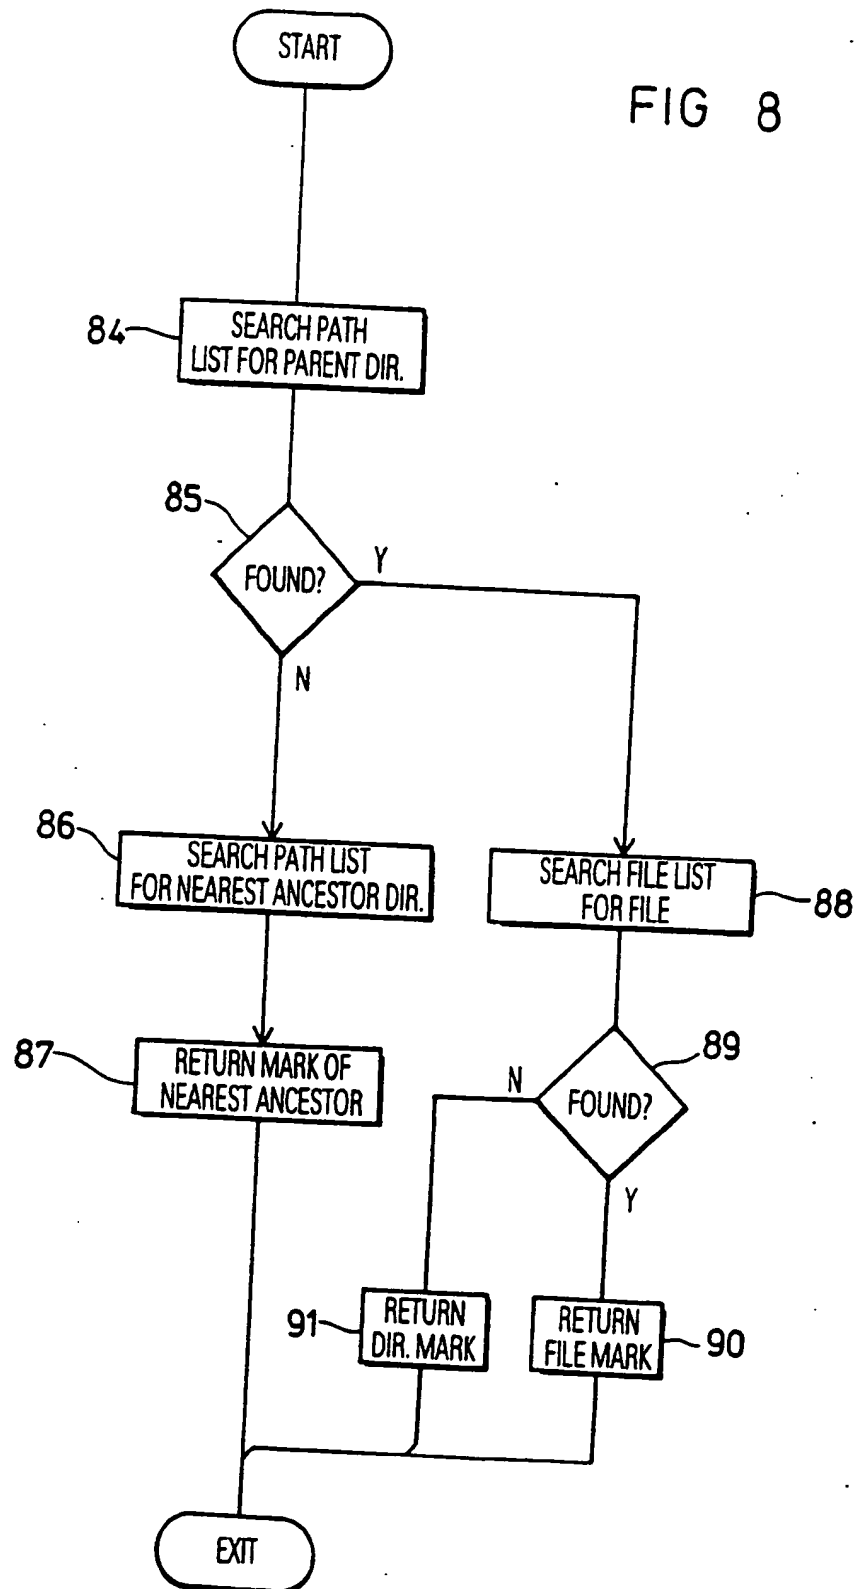 START
FIG 8
84
SEARCH PATH
LIST FOR PARENT DIR.
85
FOUND?
Y
N
86
SEARCH PATH LIST
FOR NEAREST ANCESTOR DIR.
SEARCH FILE LIST
FOR FILE
88
87
RETURN MARK OF
NEAREST ANCESTOR
89
N
FOUND?
Y
91
RETURN
DIR. MARK
RETURN
FILE MARK
90
EXIT